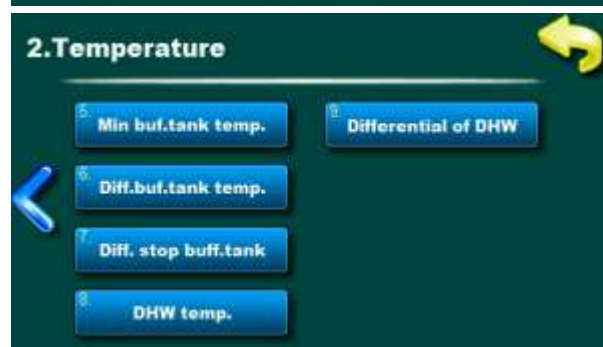 2.Temperature
5. Min buf.tank temp.
9. Differential of DHW
6. Diff.buf.tank temp.
7. Diff. stop buff.tank
8. DHW temp.